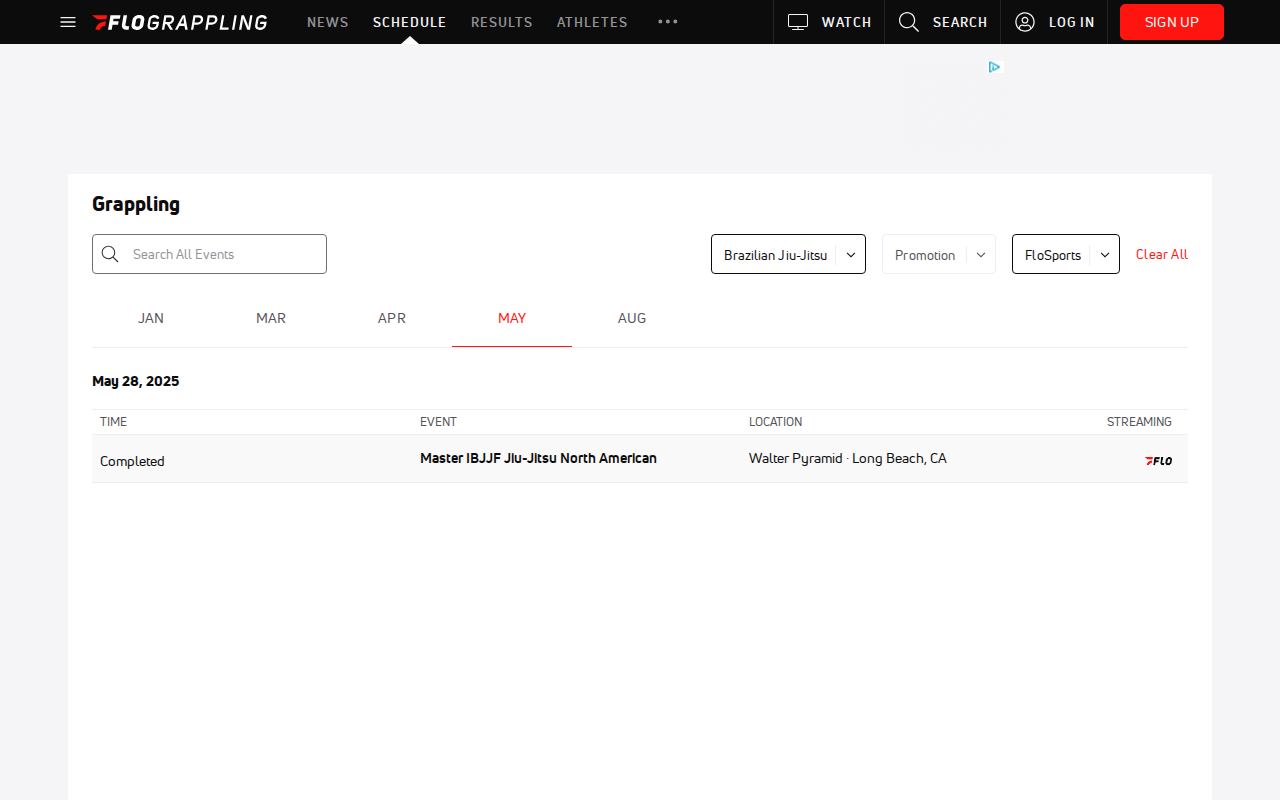 FLOGRAPPLING NEWS SCHEDULE RESULTS ATHLETES WATCH SEARCH LOG IN SIGN UP
Grappling
Search All Events Brazilian Jiu-Jitsu Promotion FloSports Clear All
JAN MAR APR MAY AUG
May 28, 2025
TIME EVENT LOCATION STREAMING
Completed Master IBJJF Jiu-Jitsu North American Walter Pyramid · Long Beach, CA FLO